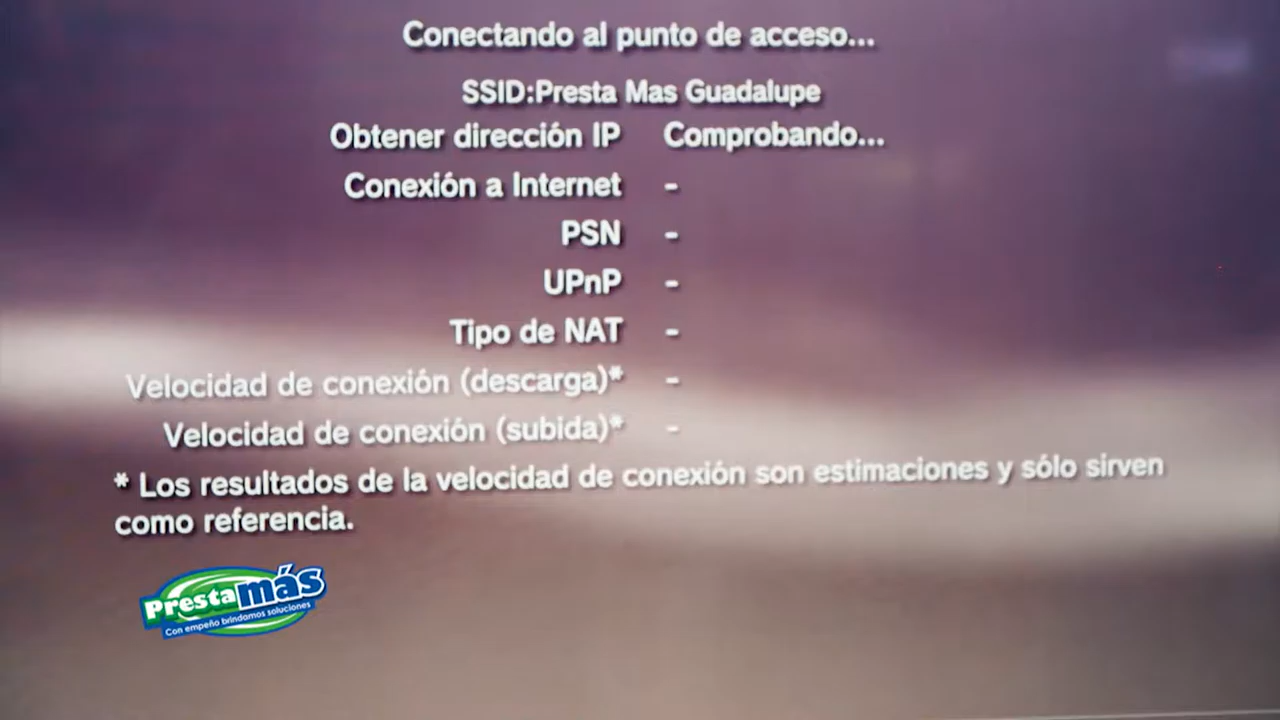 Conectando al punto de acceso...
SSID:Presta Mas Guadalupe
Obtener dirección IP Comprobando...
Conexión a Internet -
PSN -
UPnP -
Tipo de NAT -
Velocidad de conexión (descarga)* -
Velocidad de conexión (subida)* -
* Los resultados de la velocidad de conexión son estimaciones y sólo sirven
como referencia.
Presta más
Con empeño brindamos soluciones